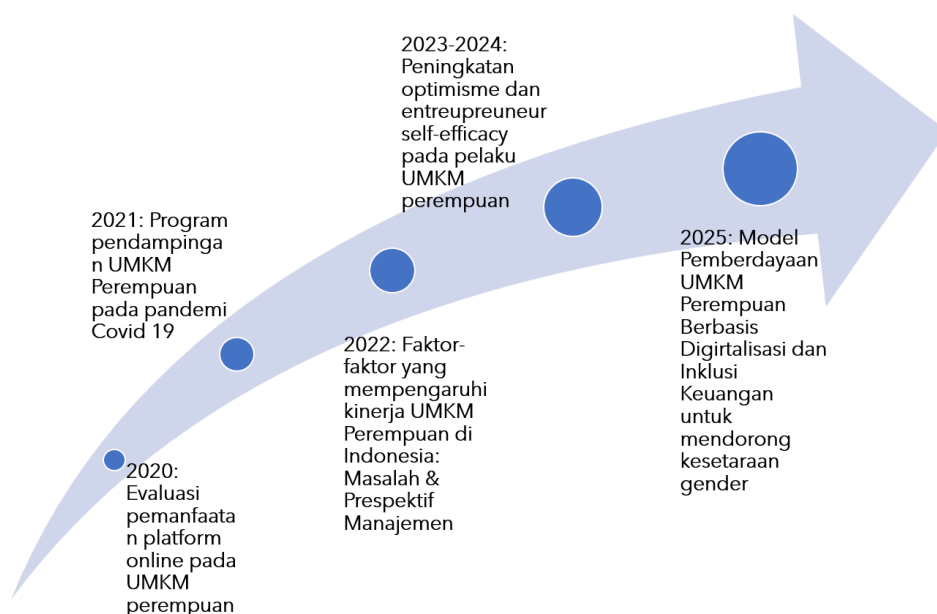 2020:
Evaluasi
pemanfaata
n platform
online pada
UMKM
perempuan
2021: Program
pendampinga
n UMKM
Perempuan
pada pandemi
Covid 19
2022: Faktor-
faktor yang
mempengaruhi
kinerja UMKM
Perempuan di
Indonesia:
Masalah &
Prespektif
Manajemen
2023-2024:
Peningkatan
optimisme dan
entreupreuneur
self-efficacy
pada pelaku
UMKM
perempuan
2025: Model
Pemberdayaan
UMKM
Perempuan
Berbasis
Digirtalisasi dan
Inklusi
Keuangan
untuk
mendorong
kesetaraan
gender